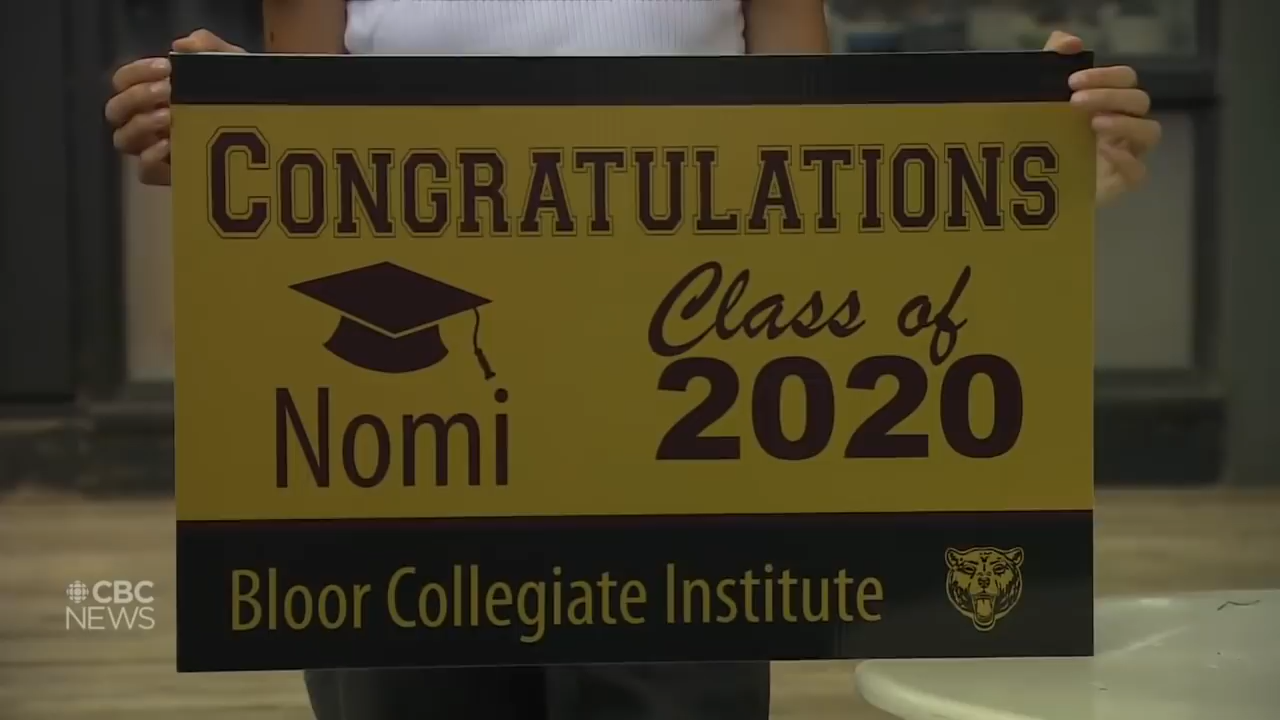 CONGRATULATIONS
Class of
2020
Nomi
Bloor Collegiate Institute
CBC
NEWS